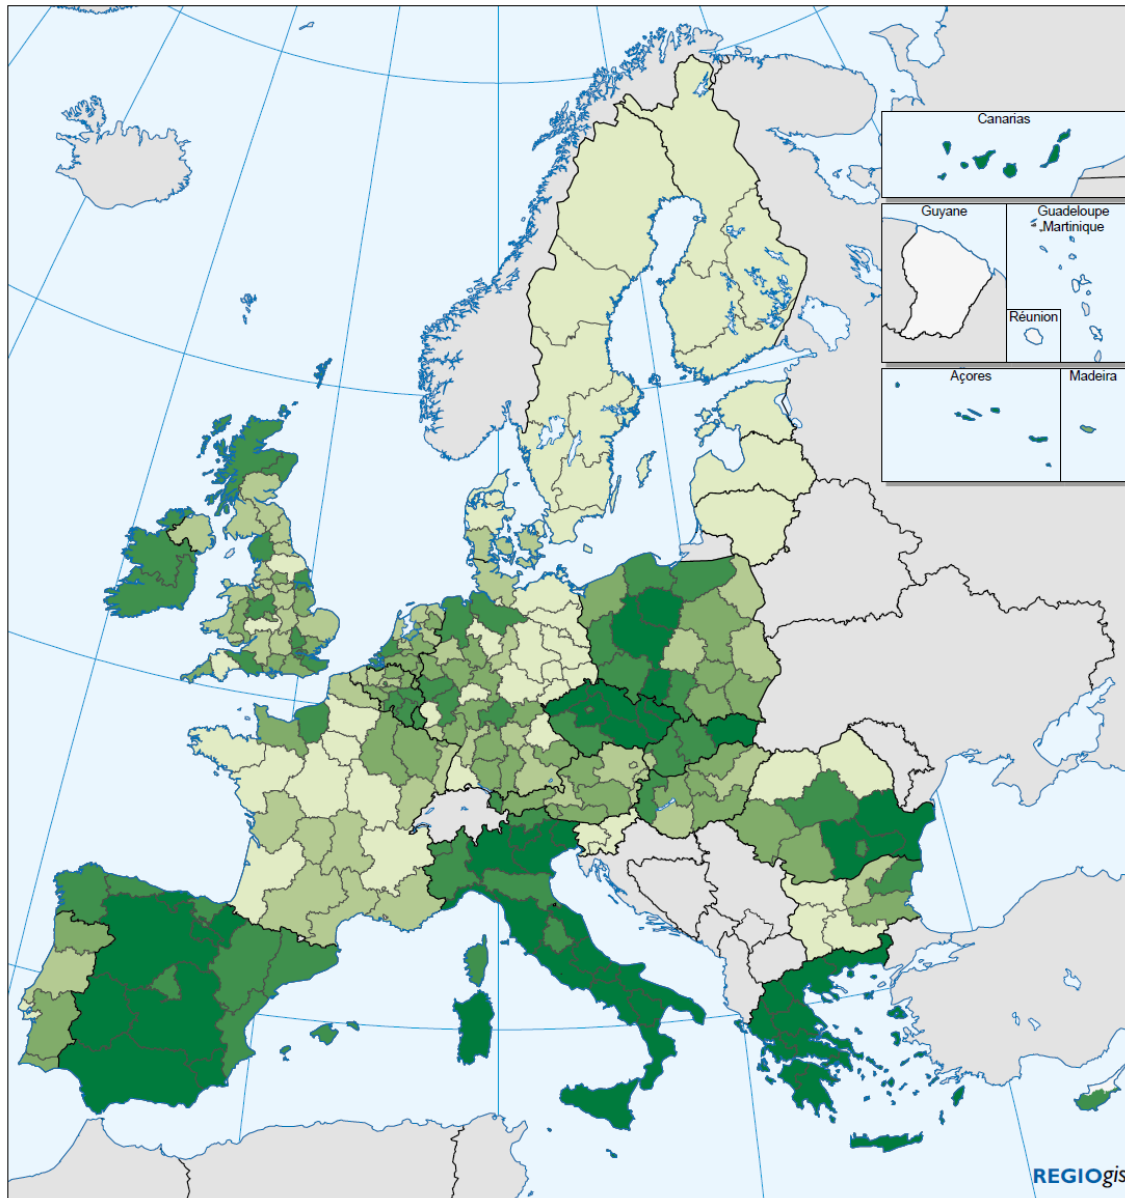 Canarias
Guyane
Guadeloupe
Martinique
Réunion
Açores
Madeira
REGIOgis